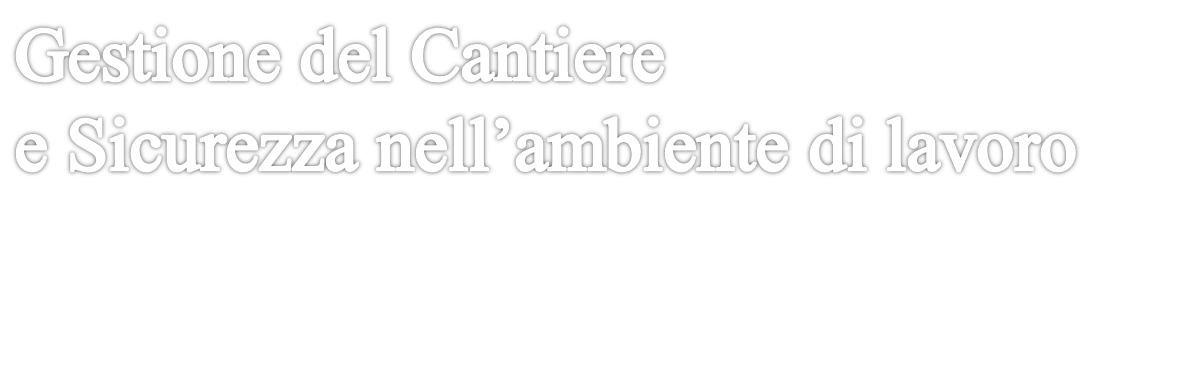 Gestione del Cantiere
e Sicurezza nell’ambiente di lavoro